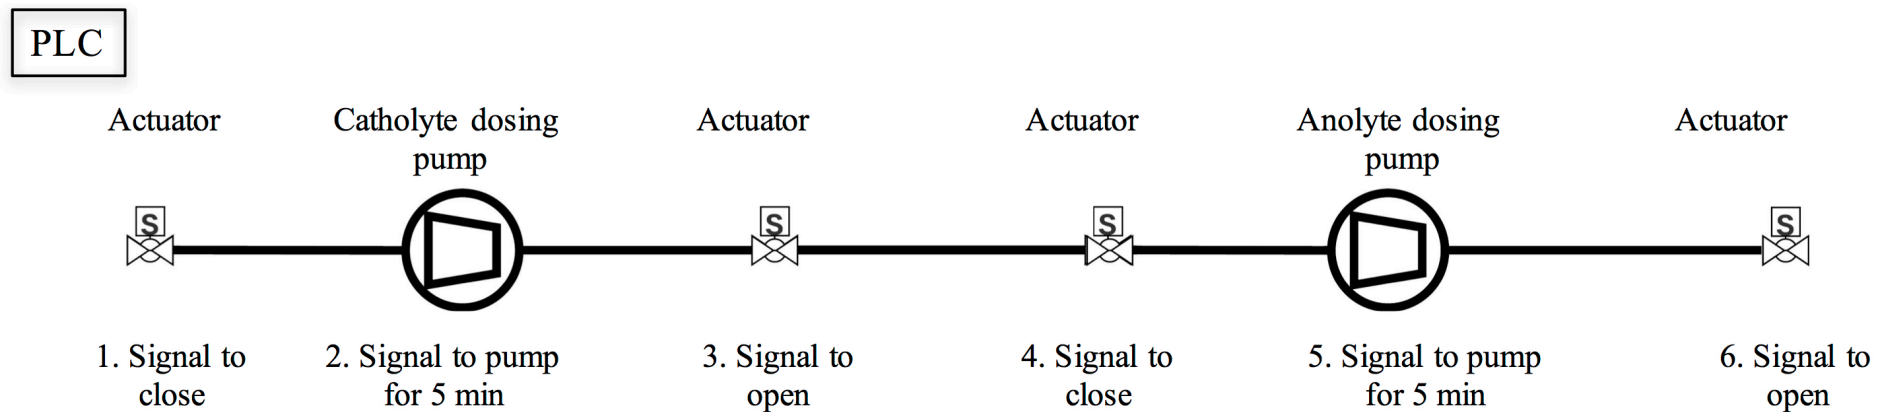 PLC
Actuator
Catholyte dosing
pump
Actuator
Actuator
Anolyte dosing
pump
Actuator
S
S
S
S
1. Signal to
close
2. Signal to pump
for 5 min
3. Signal to
open
4. Signal to
close
5. Signal to pump
for 5 min
6. Signal to
open